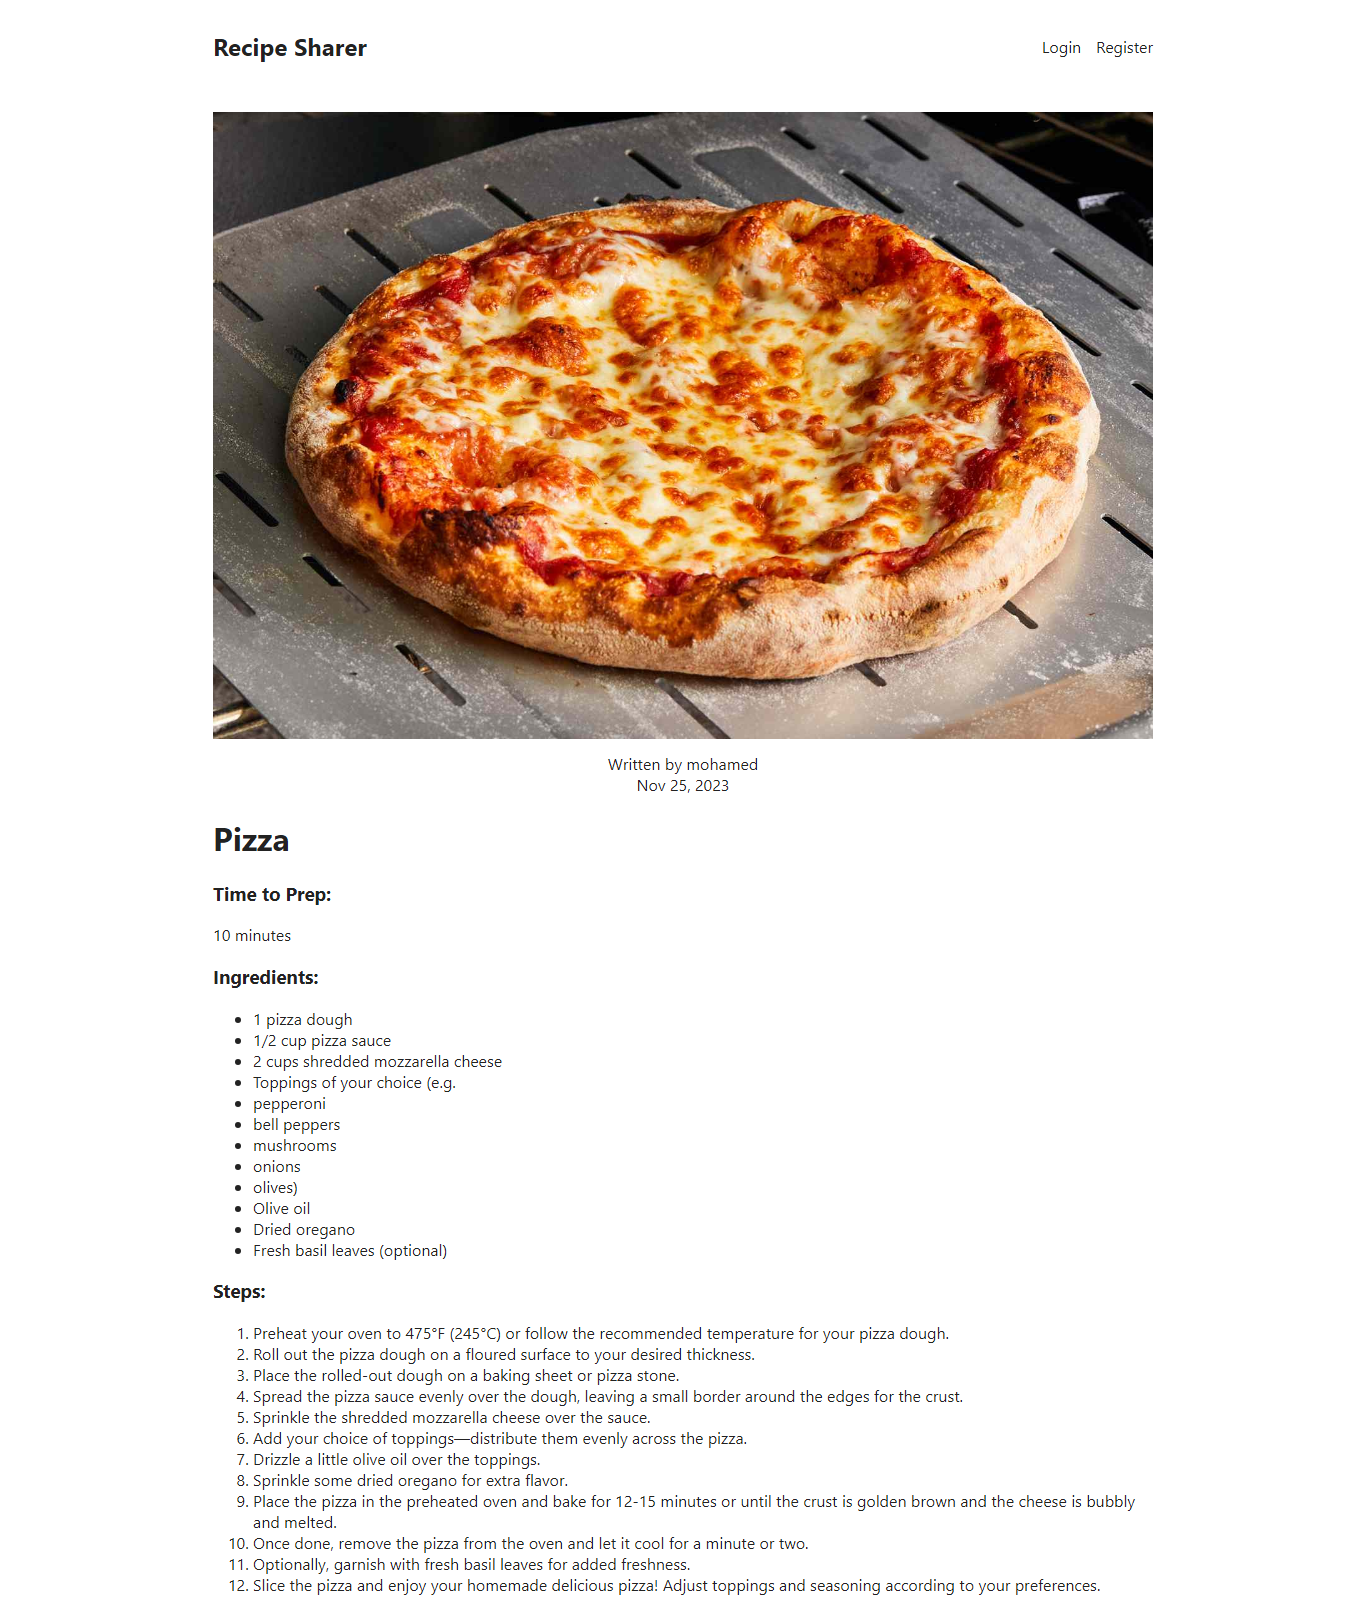 Recipe Sharer
Login Register
Written by mohamed
Nov 25, 2023
Pizza
Time to Prep:
10 minutes
Ingredients:
• 1 pizza dough
• 1/2 cup pizza sauce
• 2 cups shredded mozzarella cheese
• Toppings of your choice (e.g.
• pepperoni
• bell peppers
• mushrooms
• onions
• olives)
• Olive oil
• Dried oregano
• Fresh basil leaves (optional)
Steps:
1. Preheat your oven to 475°F (245°C) or follow the recommended temperature for your pizza dough.
2. Roll out the pizza dough on a floured surface to your desired thickness.
3. Place the rolled-out dough on a baking sheet or pizza stone.
4. Spread the pizza sauce evenly over the dough, leaving a small border around the edges for the crust.
5. Sprinkle the shredded mozzarella cheese over the sauce.
6. Add your choice of toppings—distribute them evenly across the pizza.
7. Drizzle a little olive oil over the toppings.
8. Sprinkle some dried oregano for extra flavor.
9. Place the pizza in the preheated oven and bake for 12-15 minutes or until the crust is golden brown and the cheese is bubbly
and melted.
10. Once done, remove the pizza from the oven and let it cool for a minute or two.
11. Optionally, garnish with fresh basil leaves for added freshness.
12. Slice the pizza and enjoy your homemade delicious pizza! Adjust toppings and seasoning according to your preferences.